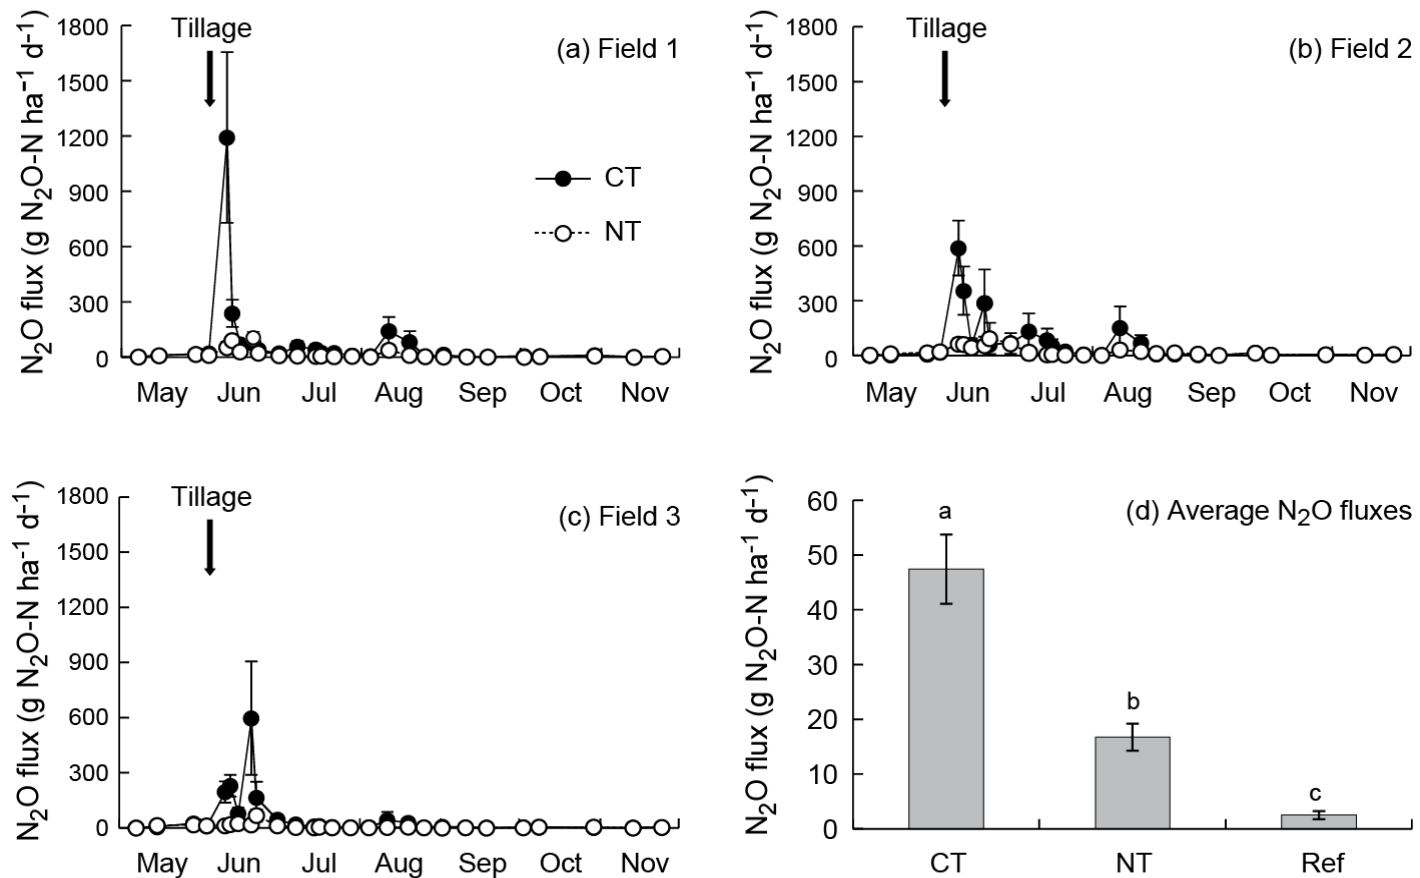 Tillage
(a) Field 1
N₂O flux (g N₂O-N ha⁻¹ d⁻¹)
1800
1500
1200
900
600
300
0
CT
NT
May Jun Jul Aug Sep Oct Nov
Tillage
(b) Field 2
N₂O flux (g N₂O-N ha⁻¹ d⁻¹)
1800
1500
1200
900
600
300
0
May Jun Jul Aug Sep Oct Nov
Tillage
(c) Field 3
N₂O flux (g N₂O-N ha⁻¹ d⁻¹)
1800
1500
1200
900
600
300
0
May Jun Jul Aug Sep Oct Nov
(d) Average N₂O fluxes
N₂O flux (g N₂O-N ha⁻¹ d⁻¹)
60
50
40
30
20
10
0
a
b
c
CT NT Ref